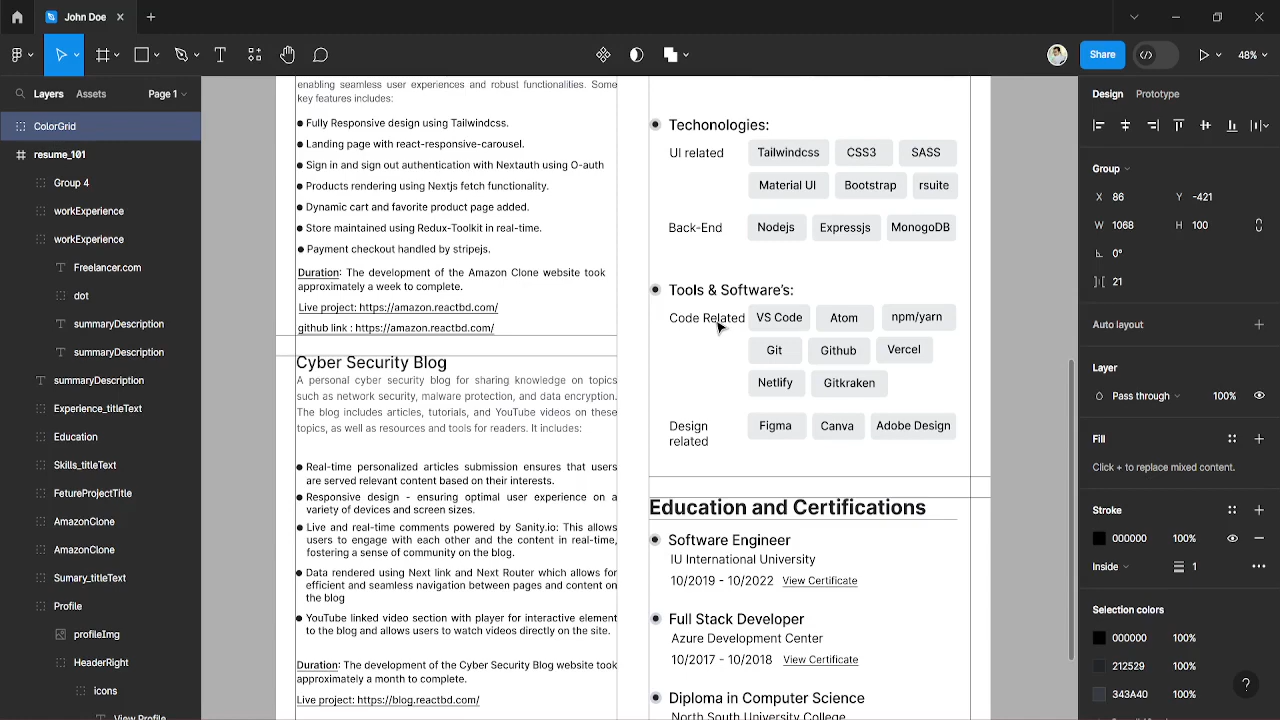 John Doe
Share
48%
Layers
Assets
Page 1
ColorGrid
resume_101
Group 4
workExperience
workExperience
Freelancer.com
dot
summaryDescription
summaryDescription
summaryDescription
Experience_titleText
Education
Skills_titleText
FetureProjectTitle
AmazonClone
AmazonClone
Sumary_titleText
Profile
profileImg
HeaderRight
icons
View Profile
enabling seamless user experiences and robust functionalities. Some
key features includes:
Fully Responsive design using Tailwindcss.
Landing page with react-responsive-carousel.
Sign in and sign out authentication with Nextauth using O-auth
Products rendering using Nextjs fetch functionality.
Dynamic cart and favorite product page added.
Store maintained using Redux-Toolkit in real-time.
Payment checkout handled by stripejs.
Duration: The development of the Amazon Clone website took
approximately a week to complete.
Live project: https://amazon.reactbd.com/
github link : https://amazon.reactbd.com/
Cyber Security Blog
A personal cyber security blog for sharing knowledge on topics
such as network security, malware protection, and data encryption.
The blog includes articles, tutorials, and YouTube videos on these
topics, as well as resources and tools for readers. It includes:
Real-time personalized articles submission ensures that users
are served relevant content based on their interests.
Responsive design - ensuring optimal user experience on a
variety of devices and screen sizes.
Live and real-time comments powered by Sanity.io: This allows
users to engage with each other and the content in real-time,
fostering a sense of community on the blog.
Data rendered using Next link and Next Router which allows for
efficient and seamless navigation between pages and content on
the blog
YouTube linked video section with player for interactive element
to the blog and allows users to watch videos directly on the site.
Duration: The development of the Cyber Security Blog website took
approximately a month to complete.
Live project: https://blog.reactbd.com/
Techonologies:
UI related
Tailwindcss
CSS3
SASS
Material UI
Bootstrap
rsuite
Back-End
Nodejs
Expressjs
MonogoDB
Tools & Software's:
Code Related
VS Code
Atom
npm/yarn
Git
Github
Vercel
Netlify
Gitkraken
Design
related
Figma
Canva
Adobe Design
Education and Certifications
Software Engineer
IU International University
10/2019 - 10/2022 View Certificate
Full Stack Developer
Azure Development Center
10/2017 - 10/2018 View Certificate
Diploma in Computer Science
North South University College
Design
Prototype
Group
X 86
Y -421
W 1068
H 100
0°
21
Auto layout
Layer
Pass through
100%
Fill
Click + to replace mixed content.
Stroke
000000 100%
Inside
1
Selection colors
000000 100%
212529 100%
343A40 100%
?